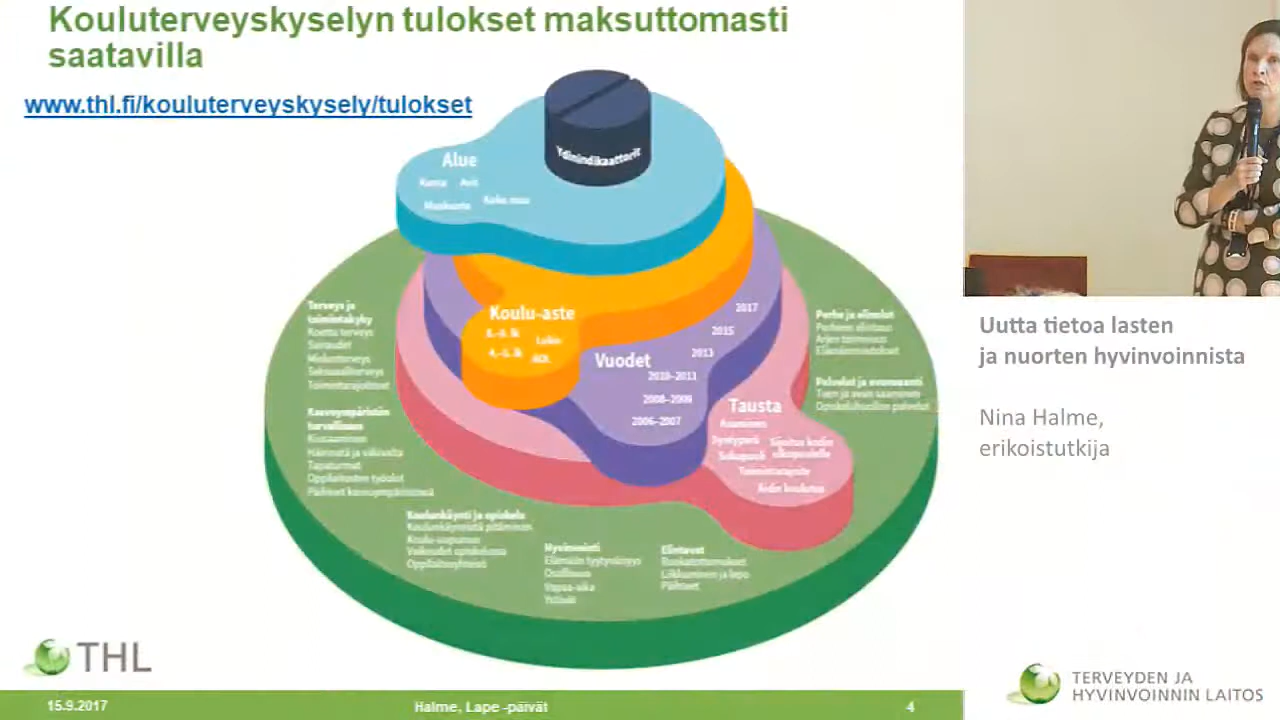 Kouluterveyskyselyn tulokset maksuttomasti
saatavilla
www.thl.fi/kouluterveyskysely/tulokset
Ydinindikaattorit
Alue
Kunta Avit
Maakunta Koko maa
Koulu-aste
8.-9. lk Lukio
4.-5. lk AOL
Vuodet
2017
2015
2013
2010–2011
2008–2009
2006–2007
Tausta
Asuminen
Syntyperä Sijoitus kodin
Sukupuoli ulkopuolelle
Toimintarajoite
Äidin koulutus
Terveys ja
toimintakyky
Koettu terveys
Sairaudet
Mielenterveys
Seksuaaliterveys
Toimintarajoitteet
Kasvuympäristön
turvallisuus
Kiusaaminen
Häirintä ja väkivalta
Tapaturmat
Oppilaitosten työolot
Päihteet kasvuympäristössä
Koulunkäynti ja opiskelu
Koulunkäynnistä pitäminen
Koulu-uupumus
Vaikeudet opiskelussa
Oppilaitosyhteisö
Hyvinvointi
Elämään tyytyväisyys
Osallisuus
Vapaa-aika
Ystävät
Elintavat
Ruokatottumukset
Liikkuminen ja lepo
Päihteet
Perhe ja elinolot
Perheen elintaso
Arjen toimivuus
Elämänmuutokset
Palvelut ja avunsaanti
Tuen ja avun saaminen
Opiskeluhuollon palvelut
THL
15.9.2017
Halme, Lape -päivät
4
Uutta tietoa lasten
ja nuorten hyvinvoinnista
Nina Halme,
erikoistutkija
TERVEYDEN JA
HYVINVOINNIN LAITOS